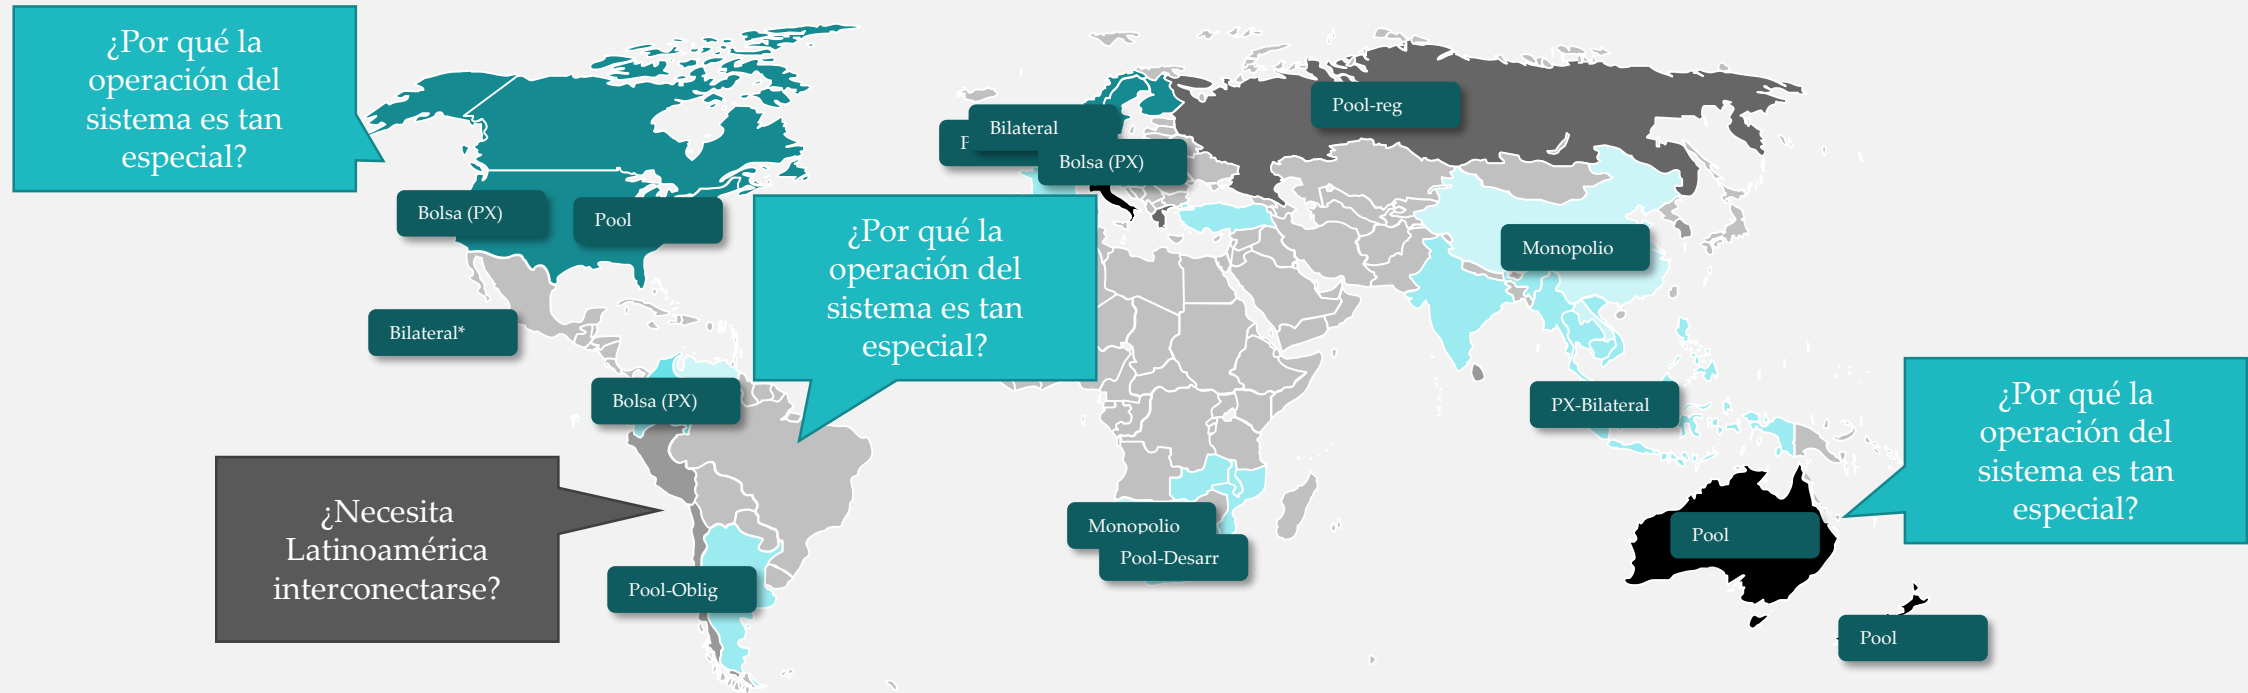 ¿Por qué la
operación del
sistema es tan
especial?
Bilateral
Bolsa (PX)
Pool-reg
Bolsa (PX)
Pool
¿Por qué la
operación del
sistema es tan
especial?
Monopolio
Bilateral*
Bolsa (PX)
PX-Bilateral
¿Por qué la
operación del
sistema es tan
especial?
¿Necesita
Latinoamérica
interconectarse?
Monopolio
Pool-Desarr
Pool
Pool-Oblig
Pool